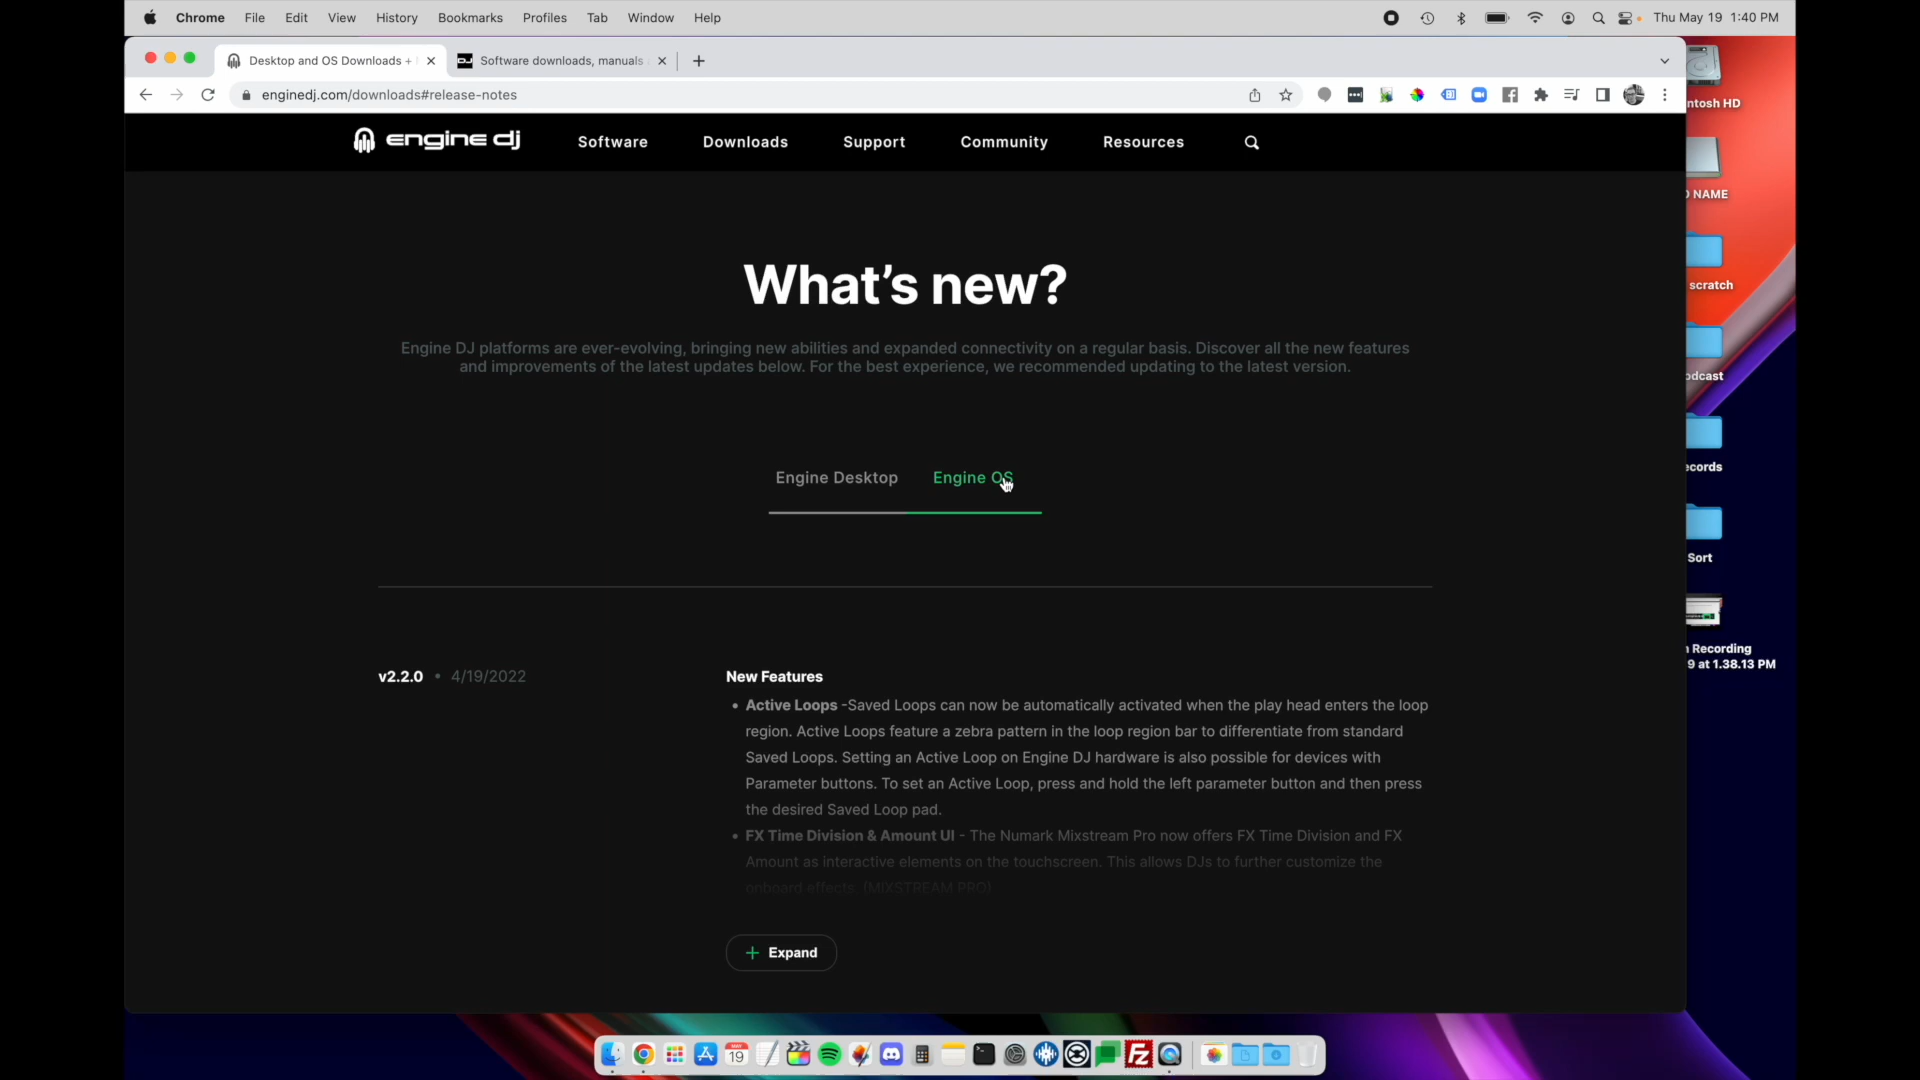 Chrome File Edit View History Bookmarks Profiles Tab Window Help Thu May 19 1:40 PM
Desktop and OS Downloads + Software downloads, manuals
enginedj.com/downloads#release-notes
ntosh HD
engine dj Software Downloads Support Community Resources
NAME
What's new?
scratch
Engine DJ platforms are ever-evolving, bringing new abilities and expanded connectivity on a regular basis. Discover all the new features
and improvements of the latest updates below. For the best experience, we recommended updating to the latest version.
odcast
ecords
Engine Desktop Engine OS
Sort
Recording
9 at 1.38.13 PM
v2.2.0 • 4/19/2022
New Features
• Active Loops -Saved Loops can now be automatically activated when the play head enters the loop
region. Active Loops feature a zebra pattern in the loop region bar to differentiate from standard
Saved Loops. Setting an Active Loop on Engine DJ hardware is also possible for devices with
Parameter buttons. To set an Active Loop, press and hold the left parameter button and then press
the desired Saved Loop pad.
• FX Time Division & Amount UI - The Numark Mixstream Pro now offers FX Time Division and FX
Amount as interactive elements on the touchscreen. This allows DJs to further customize the
onboard effects. (MIXSTREAM PRO)
+ Expand
MAY
19
Fz